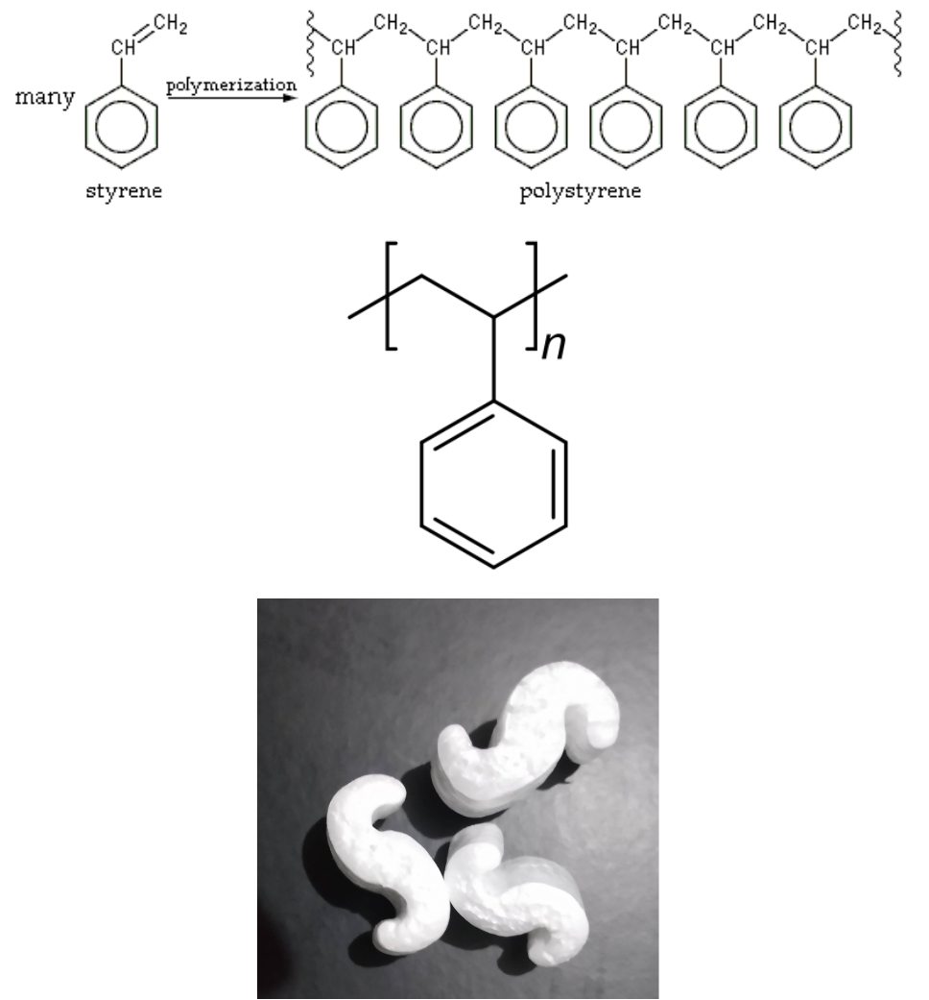 CH2 CH2 CH2 CH2 CH2 CH2 CH2
CH CH CH CH CH CH CH
many polymerization
styrene polystyrene
n